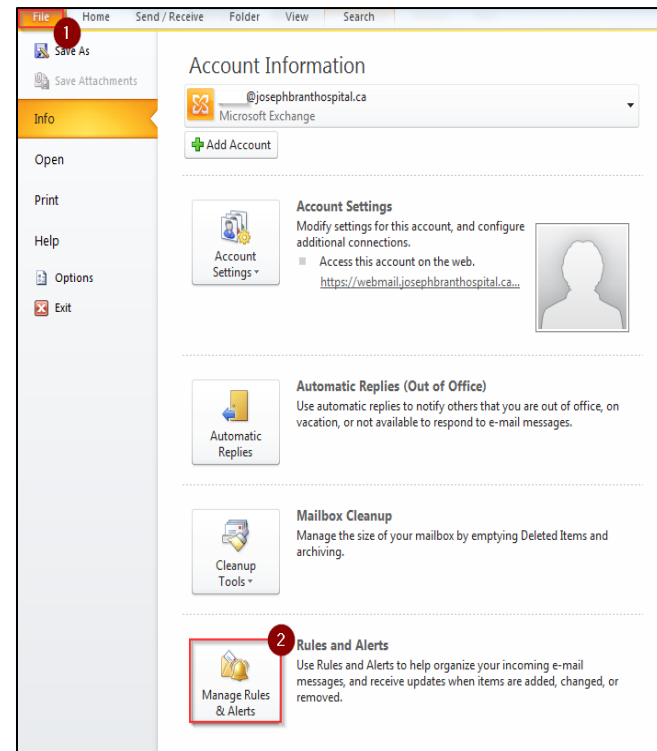 File Home Send / Receive Folder View Search
1
Save As
Save Attachments
Info
Open
Print
Help
Options
Exit
Account Information
@josephbranthospital.ca
Microsoft Exchange
Add Account
Account Settings
Account Settings
Modify settings for this account, and configure
additional connections.
Access this account on the web.
https://webmail.josephbranthospital.ca...
Automatic
Replies
Automatic Replies (Out of Office)
Use automatic replies to notify others that you are out of office, on
vacation, or not available to respond to e-mail messages.
Cleanup
Tools
Mailbox Cleanup
Manage the size of your mailbox by emptying Deleted Items and
archiving.
2
Manage Rules
& Alerts
Rules and Alerts
Use Rules and Alerts to help organize your incoming e-mail
messages, and receive updates when items are added, changed, or
removed.